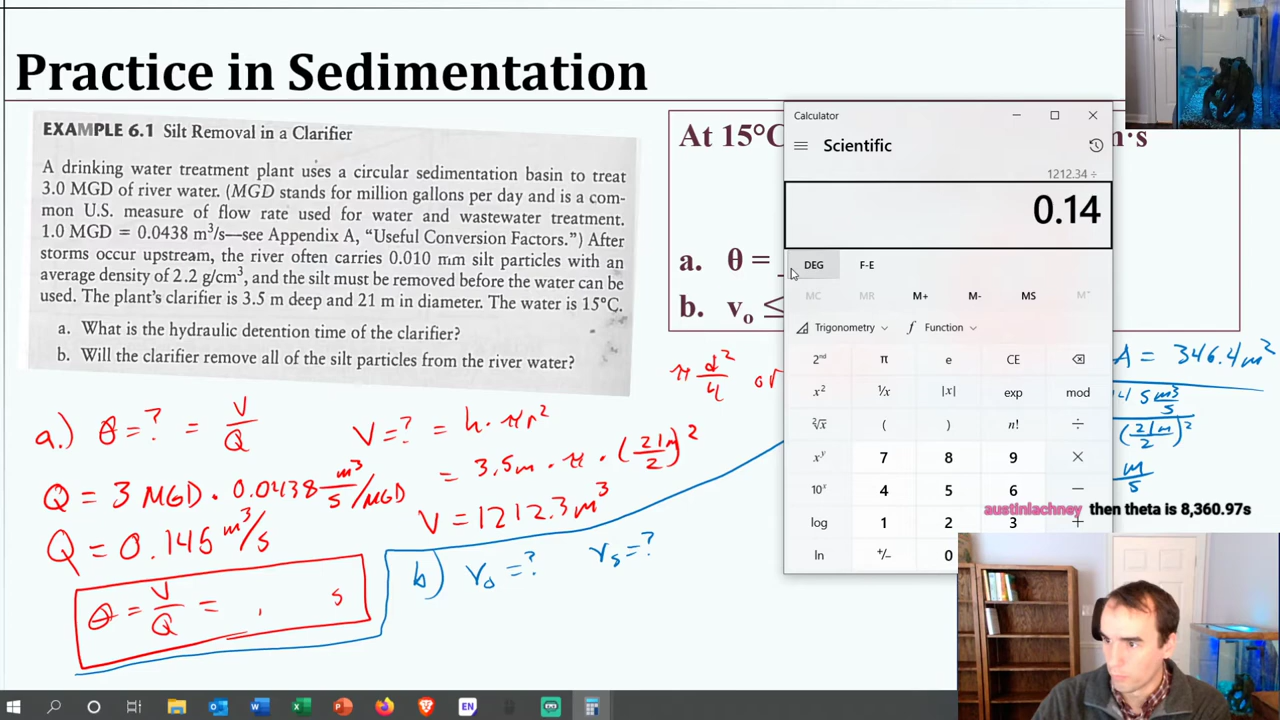 Practice in Sedimentation
EXAMPLE 6.1 Silt Removal in a Clarifier
A drinking water treatment plant uses a circular sedimentation basin to treat
3.0 MGD of river water. (MGD stands for million gallons per day and is a com-
mon U.S. measure of flow rate used for water and wastewater treatment.
1.0 MGD = 0.0438 m³/s—see Appendix A, “Useful Conversion Factors.”) After
storms occur upstream, the river often carries 0.010 mm silt particles with an
average density of 2.2 g/cm³, and the silt must be removed before the water can be
used. The plant's clarifier is 3.5 m deep and 21 m in diameter. The water is 15°C.
a. What is the hydraulic detention time of the clarifier?
b. Will the clarifier remove all of the silt particles from the river water?
At 15°C
m·s
a. θ =
b. vₒ ≤
Calculator
Scientific
1212.34 ÷
0.14
DEG F-E
MC MR M+ M- MS M˅
Trigonometry Function
2ⁿᵈ π e CE
x² ¹/x |x| exp mod
²√x ( ) n! ÷
xʸ 7 8 9 ×
10ˣ 4 5 6 −
log 1 2 3 +
ln +/− 0
austinlachney then theta is 8,360.97s
π d²/4 or
A = 346.4 m²
45 m³/s
(21m/2)²
m/s
a.) θ = ? = V/Q
V = ? = h · πr²
= 3.5m · π · (21m/2)²
Q = 3 MGD · 0.0438 m³/s/MGD
V = 1212.3 m³
Q = 0.145 m³/s
θ = V/Q = . s
b) vₒ = ? vₛ = ?
EN